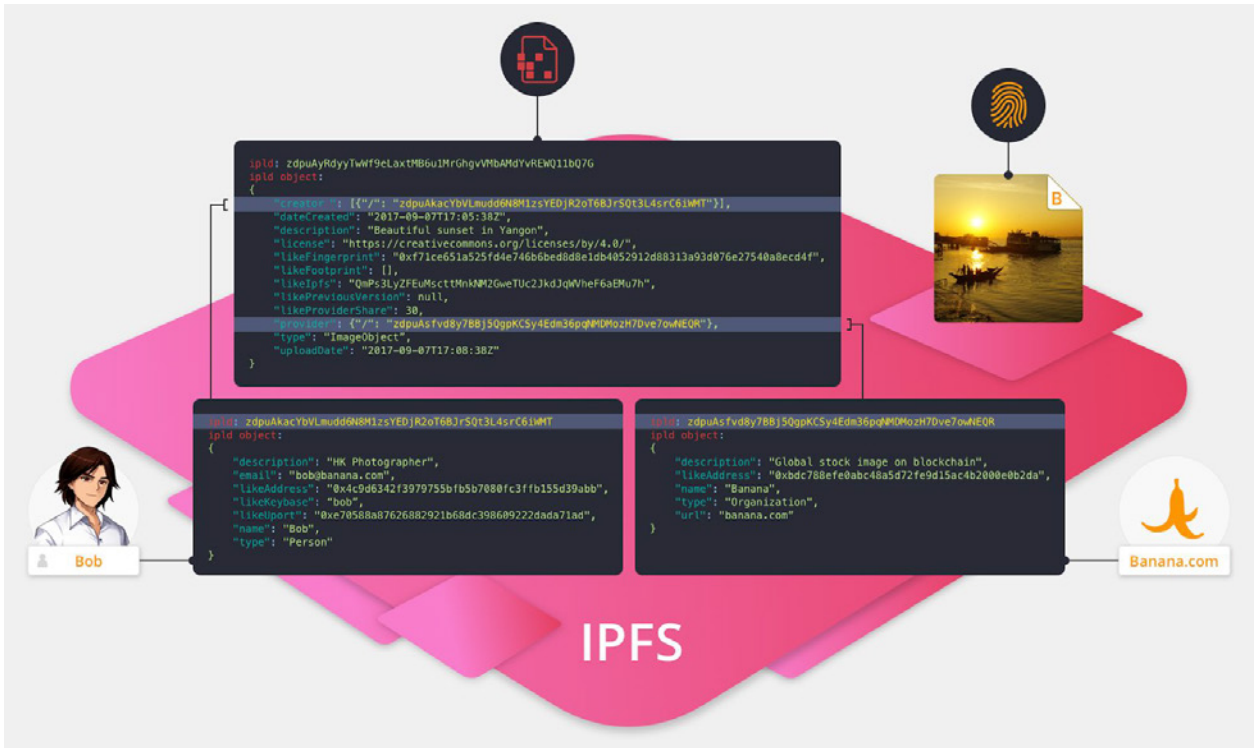 ipld: zdpuAyRdyyTwWf9eLaxtMB6u1MrGhgvVMbAMdYvREWQ11bQ7G
ipld object:
{
"creator ": [{"/": "zdpuAkacYbVLmudd6N8M1zsYEDjR2oT6BJrSQt3L4srC6iWMT"}],
"dateCreated": "2017-09-07T17:05:38Z",
"description": "Beautiful sunset in Yangon",
"license": "https://creativecommons.org/licenses/by/4.0/",
"likeFingerprint": "0xf71ce651a525fd4e746b6bed8d8e1db4052912d88313a93d076e27540a8ecd4f",
"likeFootprint": [],
"likeIpfs": "QmPs3LyZFEuMscttMnkNM2GweTUc2JkdJqWVheF6aEMu7h",
"likePreviousVersion": null,
"likeProviderShare": 30,
"provider": {"/": "zdpuAsfvd8y7BBj5QgpKCSy4Edm36pqNMDMozH7Dve7owNEQR"},
"type": "ImageObject",
"uploadDate": "2017-09-07T17:08:38Z"
}
B
ipld: zdpuAkacYbVLmudd6N8M1zsYEDjR2oT6BJrSQt3L4srC6iWMT
ipld object:
{
"description": "HK Photographer",
"email": "bob@banana.com",
"likeAddress": "0x4c9d6342f3979755bfb5b7080fc3ffb155d39abb",
"likeKeybase": "bob",
"likeUport": "0xe70588a87626882921b68dc398609222dada71ad",
"name": "Bob",
"type": "Person"
}
Bob
ipld: zdpuAsfvd8y7BBj5QgpKCSy4Edm36pqNMDMozH7Dve7owNEQR
ipld object:
{
"description": "Global stock image on blockchain",
"likeAddress": "0xbdc788efe0abc48a5d72fe9d15ac4b2000e0b2da",
"name": "Banana",
"type": "Organization",
"url": "banana.com"
}
Banana.com
IPFS